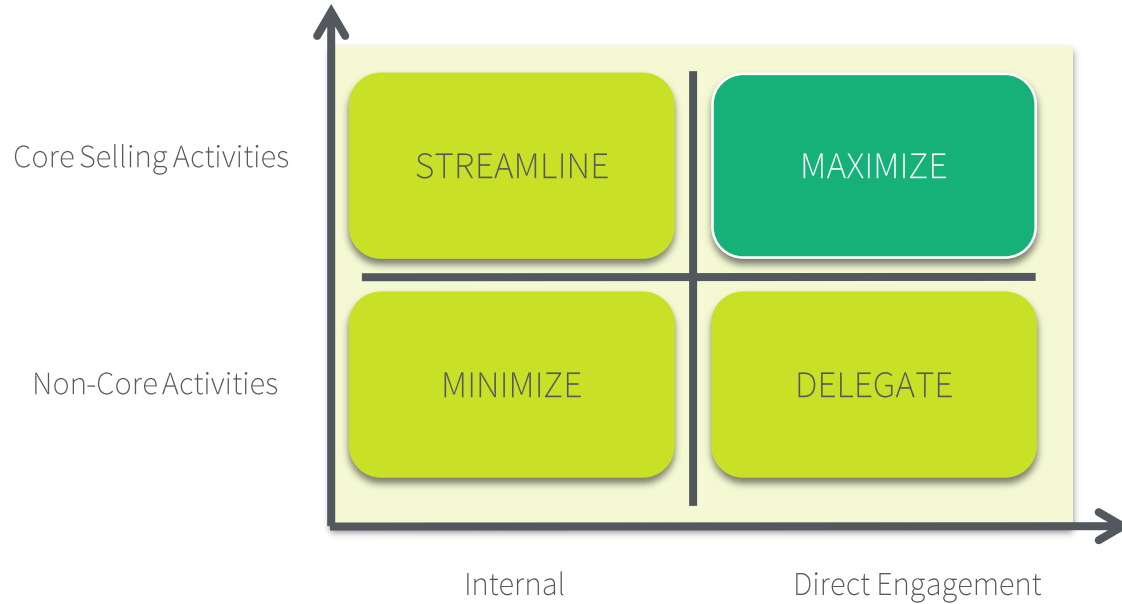 Core Selling Activities
STREAMLINE
MAXIMIZE
Non-Core Activities
MINIMIZE
DELEGATE
Internal
Direct Engagement